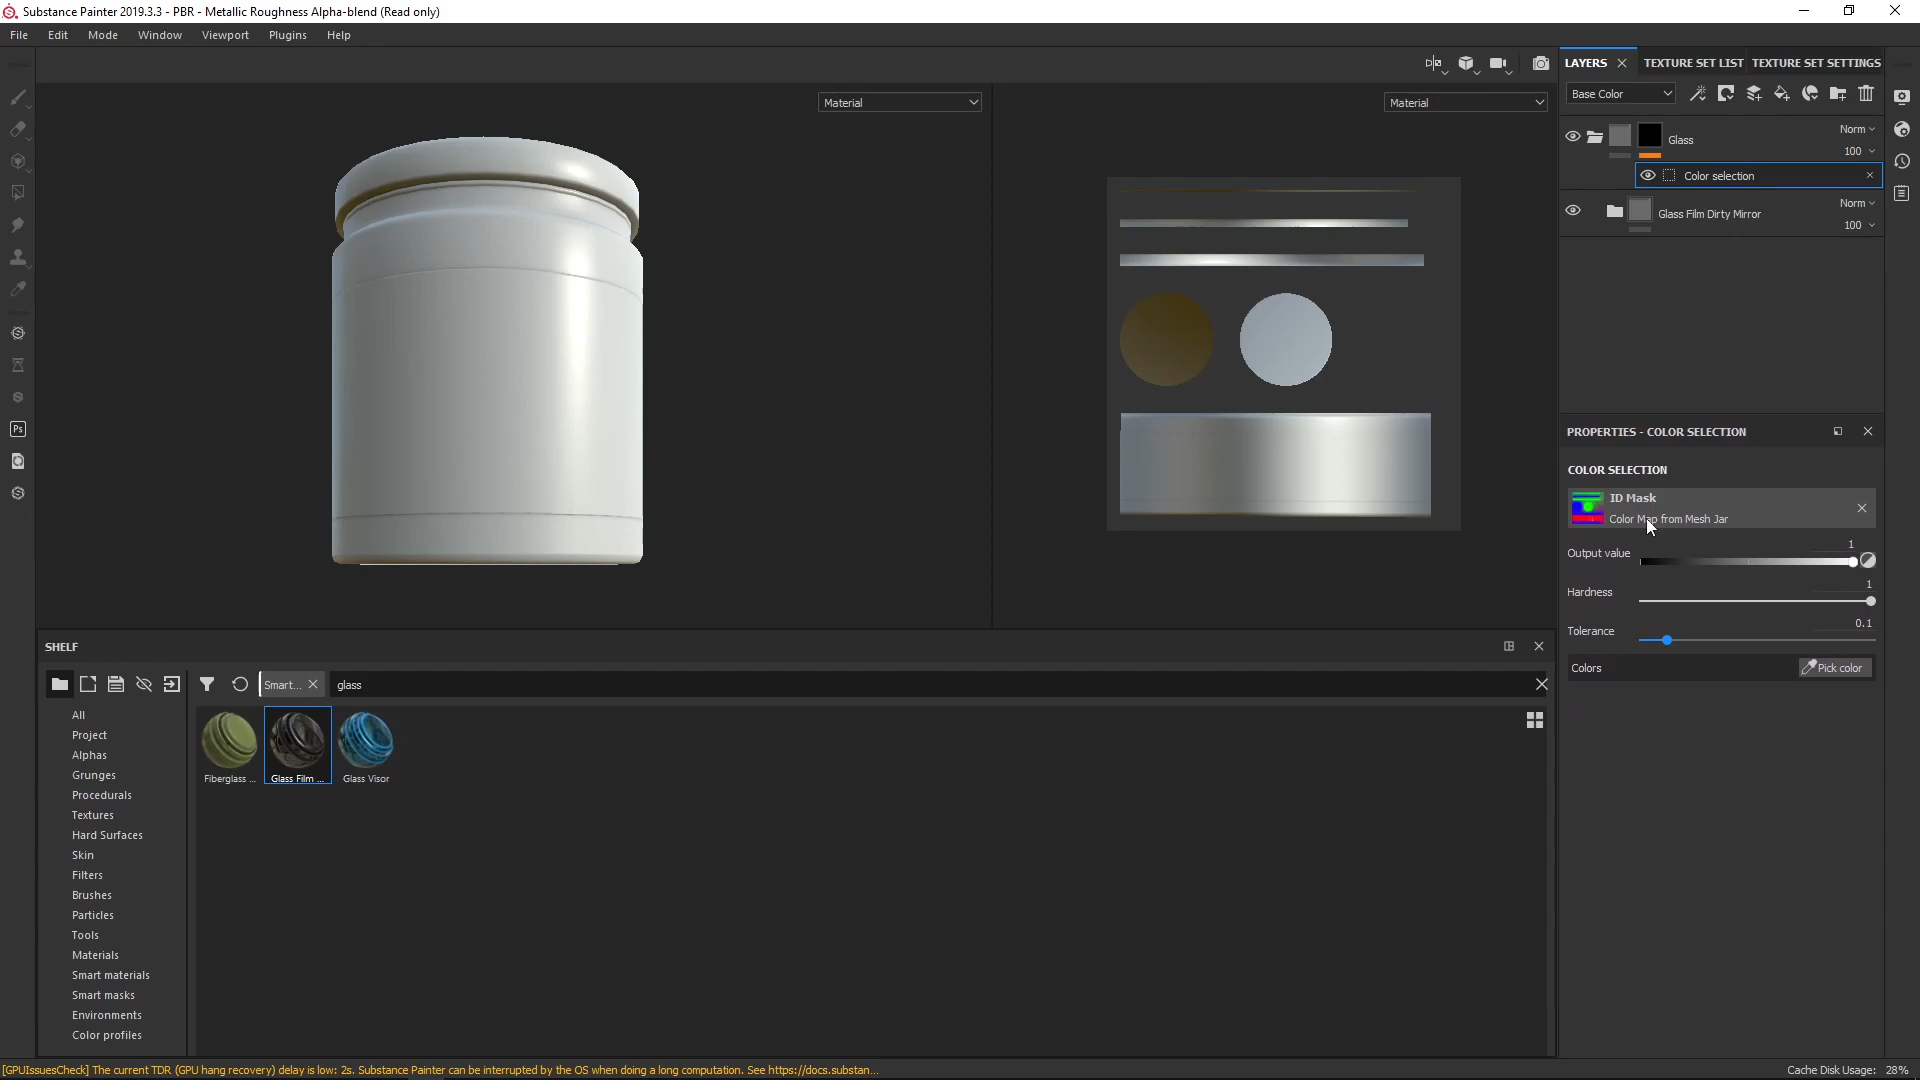 Substance Painter 2019.3.3 - PBR - Metallic Roughness Alpha-blend (Read only)
File Edit Mode Window Viewport Plugins Help
LAYERS TEXTURE SET LIST TEXTURE SET SETTINGS
Material
Material
Base Color
Norm
Glass
100
Color selection
Norm
Glass Film Dirty Mirror
100
PROPERTIES - COLOR SELECTION
COLOR SELECTION
ID Mask
Color Map from Mesh Jar
1
Output value
1
Hardness
0.1
Tolerance
Colors
Pick color
Ps
SHELF
Smart...
glass
All
Project
Alphas
Grunges
Procedurals
Textures
Hard Surfaces
Skin
Filters
Brushes
Particles
Tools
Materials
Smart materials
Smart masks
Environments
Color profiles
Fiberglass ...
Glass Film ...
Glass Visor
[GPUIssuesCheck] The current TDR (GPU hang recovery) delay is low: 2s. Substance Painter can be interrupted by the OS when doing a long computation. See https://docs.substan...
Cache Disk Usage: 28%